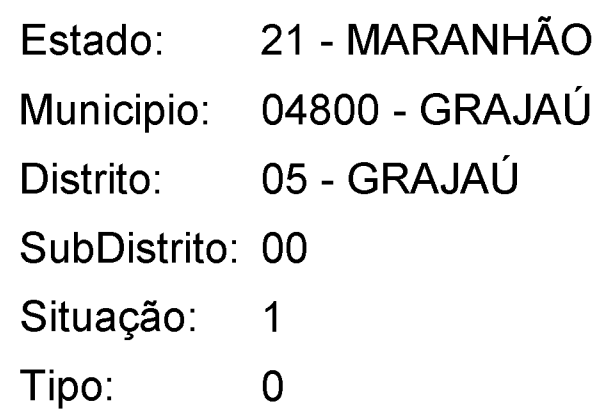 Estado: 21 - MARANHÃO
Municipio: 04800 - GRAJAÚ
Distrito: 05 - GRAJAÚ
SubDistrito: 00
Situação: 1
Tipo: 0